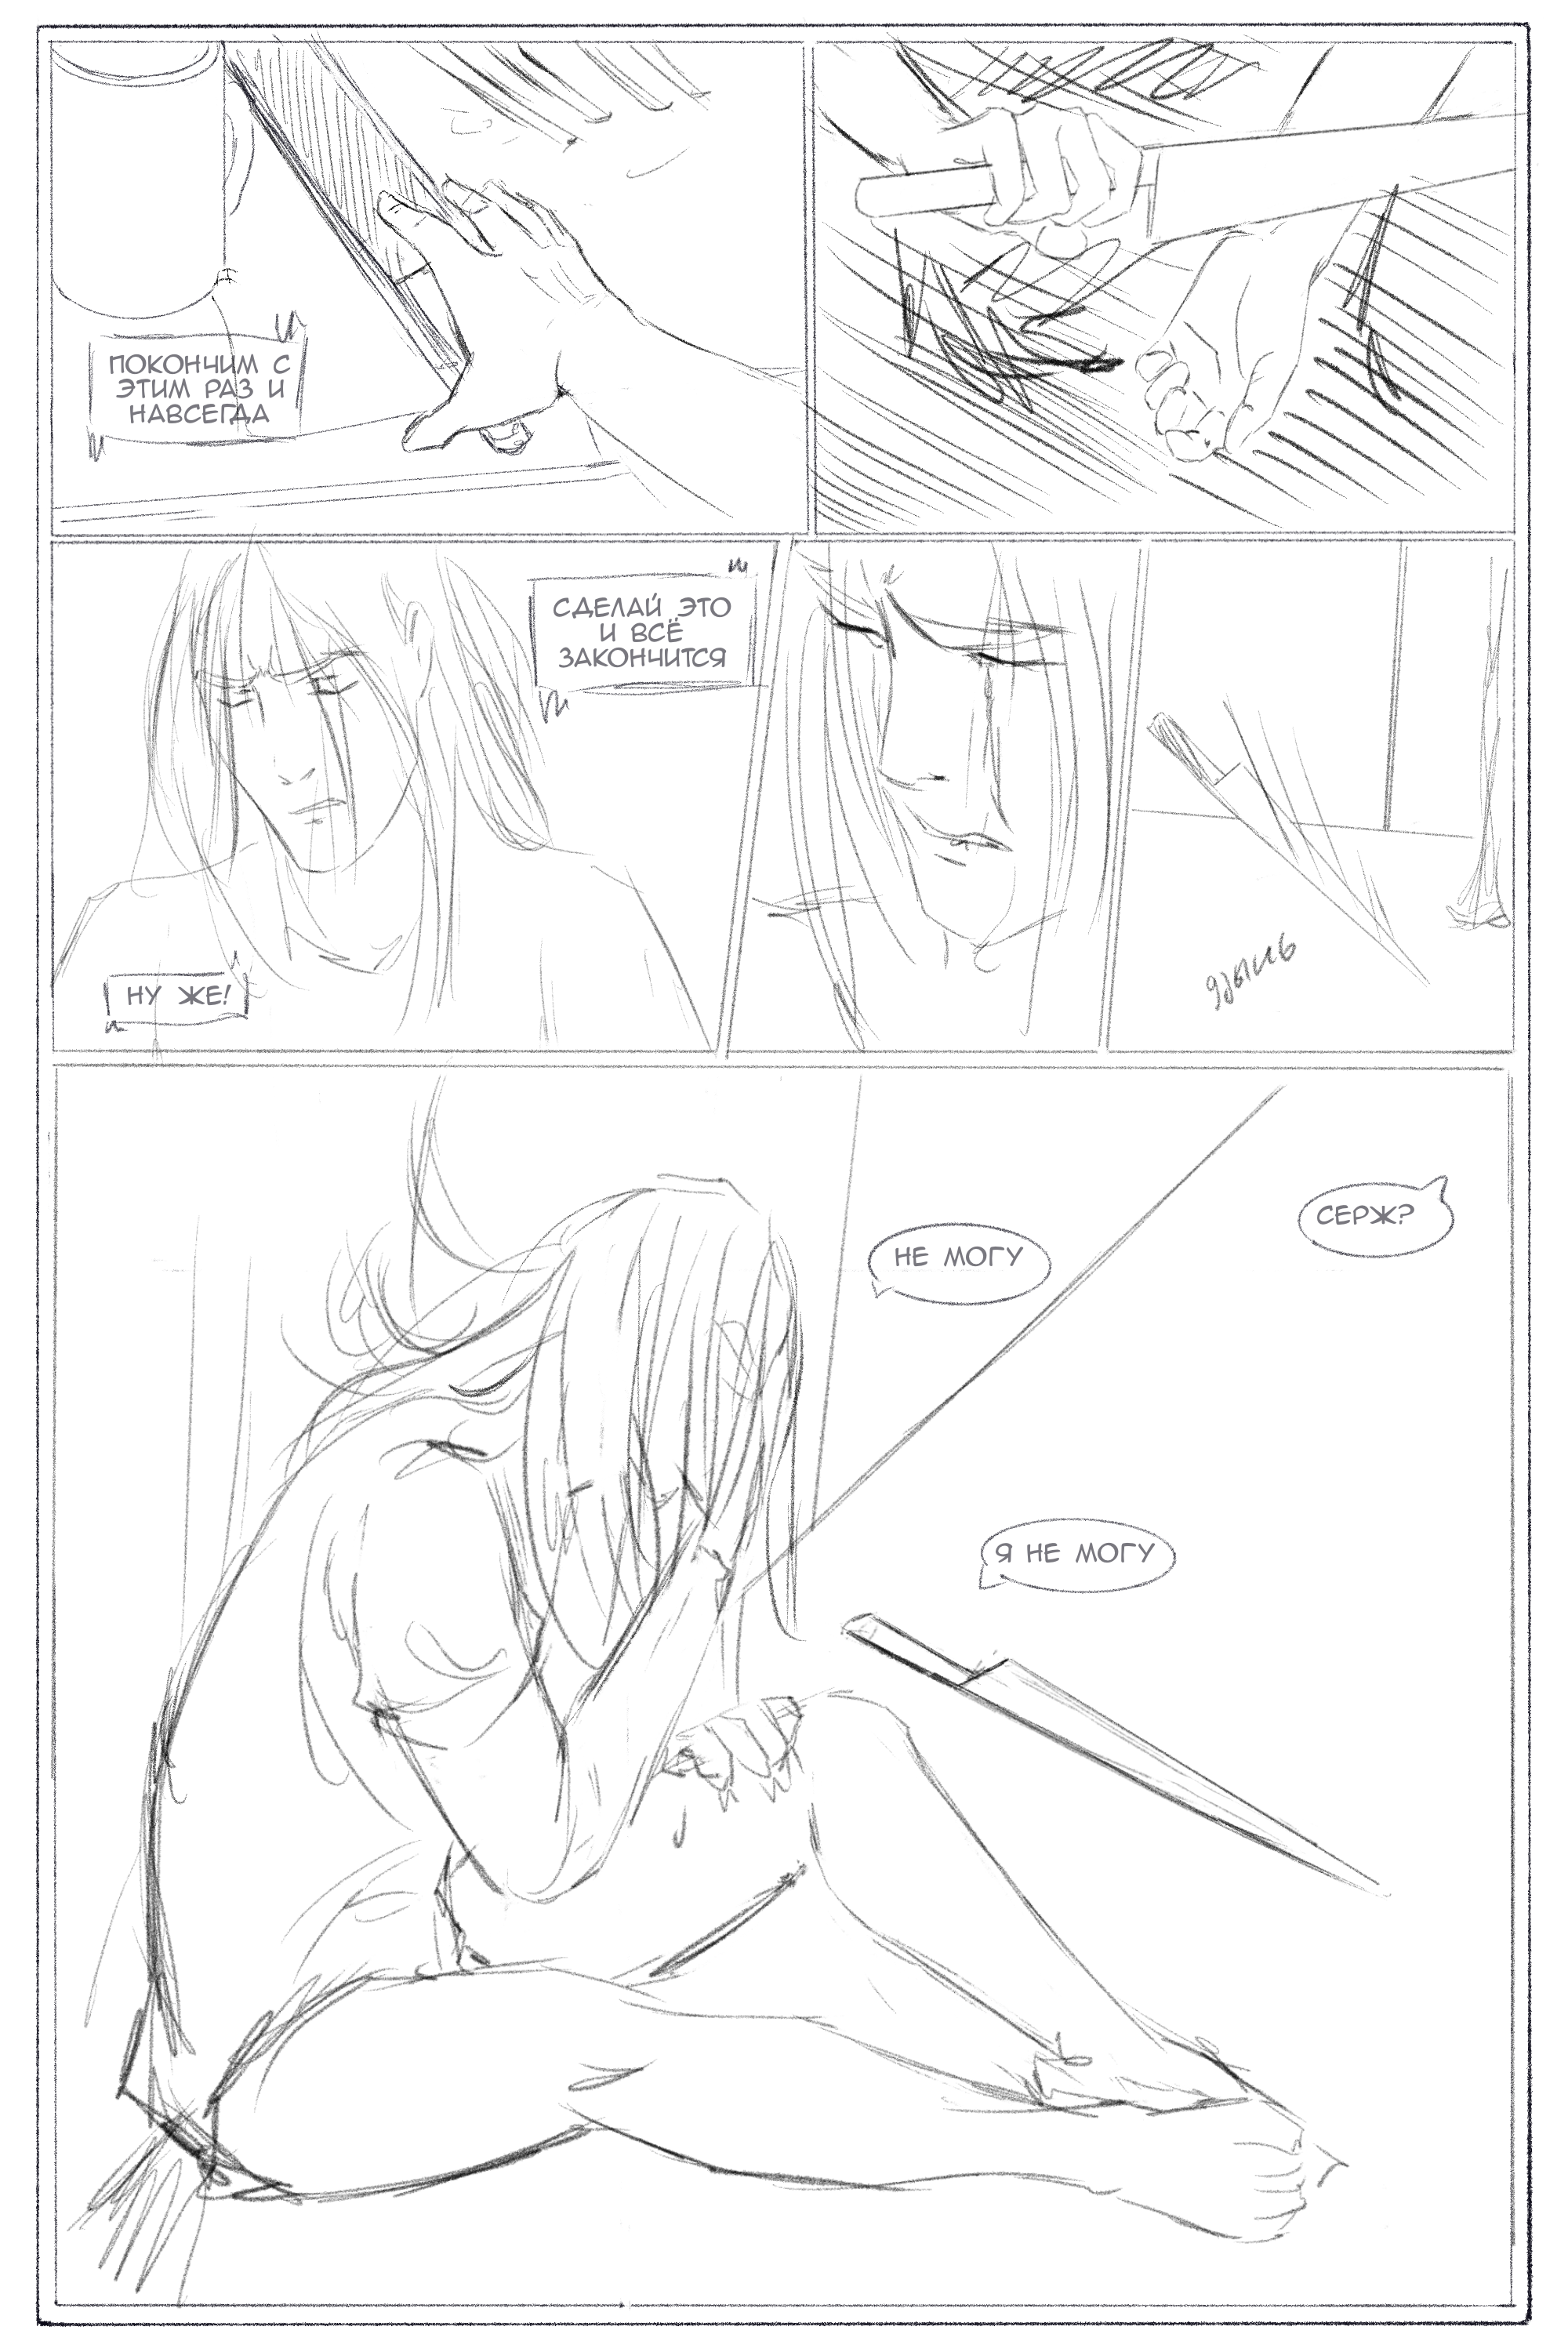 ПОКОНЧИМ С
ЭТИМ РАЗ И
НАВСЕГДА
СДЕЛАЙ ЭТО
И ВСЁ
ЗАКОНЧИТСЯ
НУ ЖЕ!
дзынь
СЕРЖ?
НЕ МОГУ
Я НЕ МОГУ